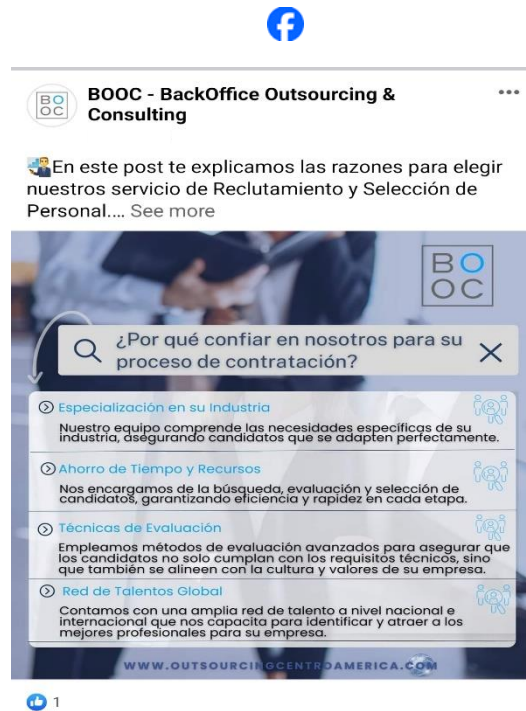 BO
OC
BOOC - BackOffice Outsourcing &
Consulting
En este post te explicamos las razones para elegir
nuestros servicio de Reclutamiento y Selección de
Personal.... See more
BO
OC
¿Por qué confiar en nosotros para su
proceso de contratación?
Especialización en su Industria
Nuestro equipo comprende las necesidades específicas de su
industria, asegurando candidatos que se adapten perfectamente.
Ahorro de Tiempo y Recursos
Nos encargamos de la búsqueda, evaluación y selección de
candidatos, garantizando eficiencia y rapidez en cada etapa.
Técnicas de Evaluación
Empleamos métodos de evaluación avanzados para asegurar que
los candidatos no solo cumplan con los requisitos técnicos, sino
que también se alineen con la cultura y valores de su empresa.
Red de Talentos Global
Contamos con una amplia red de talento a nivel nacional e
internacional que nos capacita para identificar y atraer a los
mejores profesionales para su empresa.
WWW.OUTSOURCINGCENTROAMERICA.COM
1